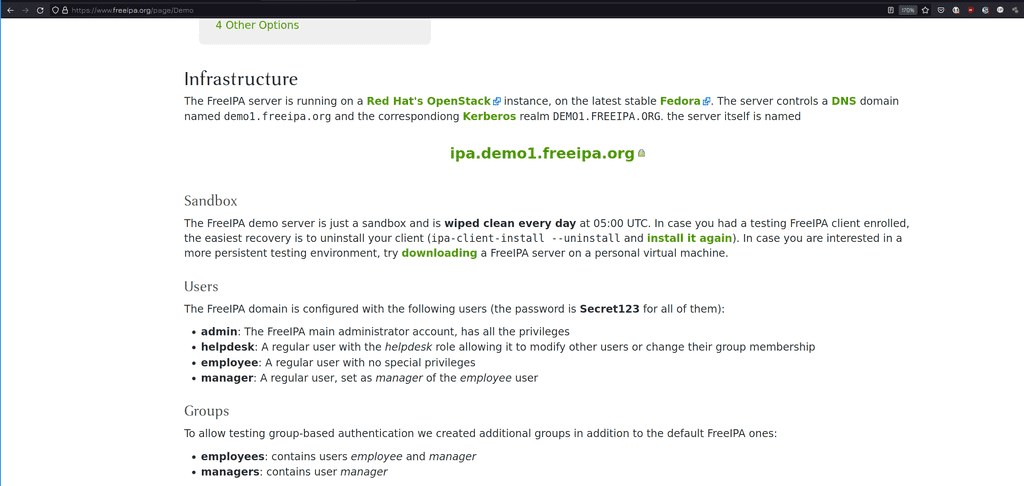 https://www.freeipa.org/page/Demo
170%
4 Other Options
Infrastructure
The FreeIPA server is running on a Red Hat's OpenStack instance, on the latest stable Fedora. The server controls a DNS domain
named demo1.freeipa.org and the correspondiong Kerberos realm DEMO1.FREEIPA.ORG. the server itself is named
ipa.demo1.freeipa.org
Sandbox
The FreeIPA demo server is just a sandbox and is wiped clean every day at 05:00 UTC. In case you had a testing FreeIPA client enrolled,
the easiest recovery is to uninstall your client (ipa-client-install --uninstall and install it again). In case you are interested in a
more persistent testing environment, try downloading a FreeIPA server on a personal virtual machine.
Users
The FreeIPA domain is configured with the following users (the password is Secret123 for all of them):
• admin: The FreeIPA main administrator account, has all the privileges
• helpdesk: A regular user with the helpdesk role allowing it to modify other users or change their group membership
• employee: A regular user with no special privileges
• manager: A regular user, set as manager of the employee user
Groups
To allow testing group-based authentication we created additional groups in addition to the default FreeIPA ones:
• employees: contains users employee and manager
• managers: contains user manager